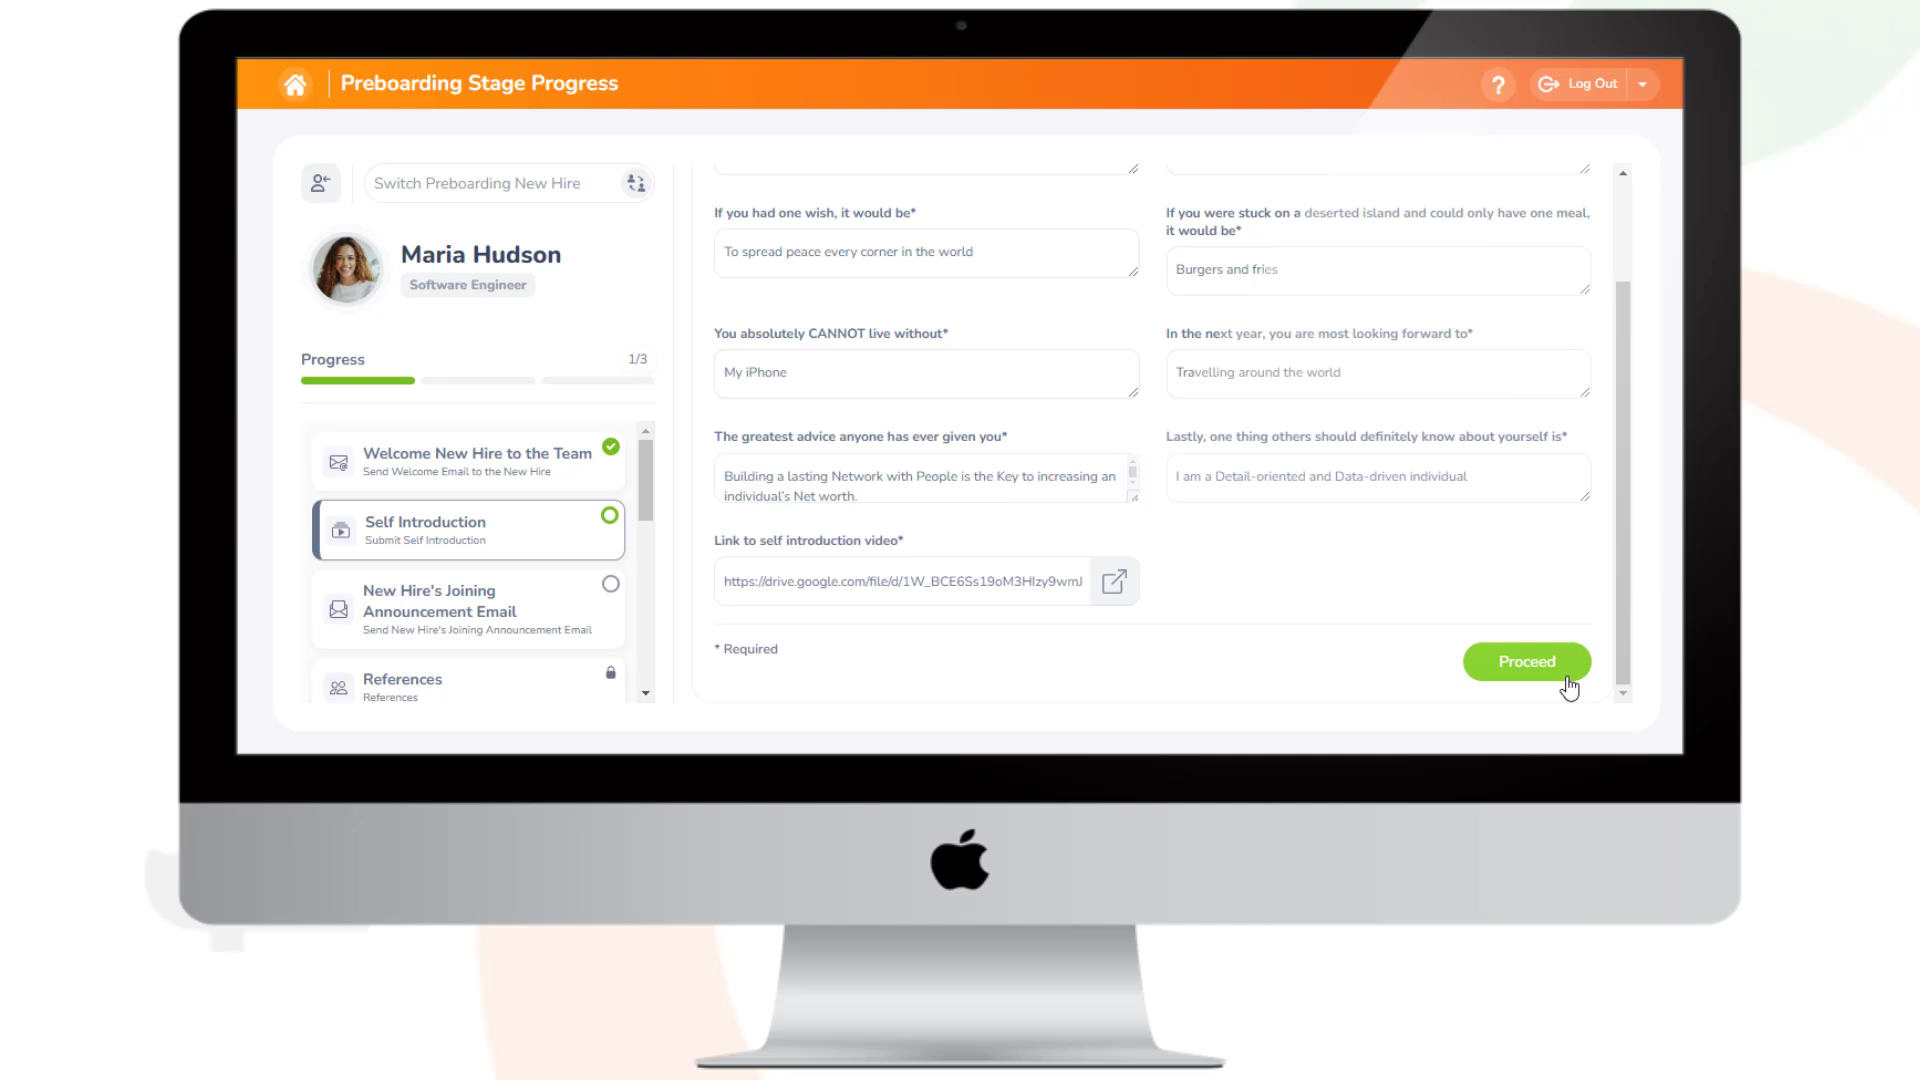 Preboarding Stage Progress
?
Log Out
Switch Preboarding New Hire
Maria Hudson
Software Engineer
Progress
1/3
Welcome New Hire to the Team
Send Welcome Email to the New Hire
Self Introduction
Submit Self Introduction
New Hire's Joining
Announcement Email
Send New Hire's Joining Announcement Email
References
References
If you had one wish, it would be*
To spread peace every corner in the world
If you were stuck on a deserted island and could only have one meal,
it would be*
Burgers and fries
You absolutely CANNOT live without*
My iPhone
In the next year, you are most looking forward to*
Travelling around the world
The greatest advice anyone has ever given you*
Building a lasting Network with People is the Key to increasing an
individual's Net worth.
Lastly, one thing others should definitely know about yourself is*
I am a Detail-oriented and Data-driven individual
Link to self introduction video*
https://drive.google.com/file/d/1W_BCE6Ss19oM3HIzy9wmJ
* Required
Proceed